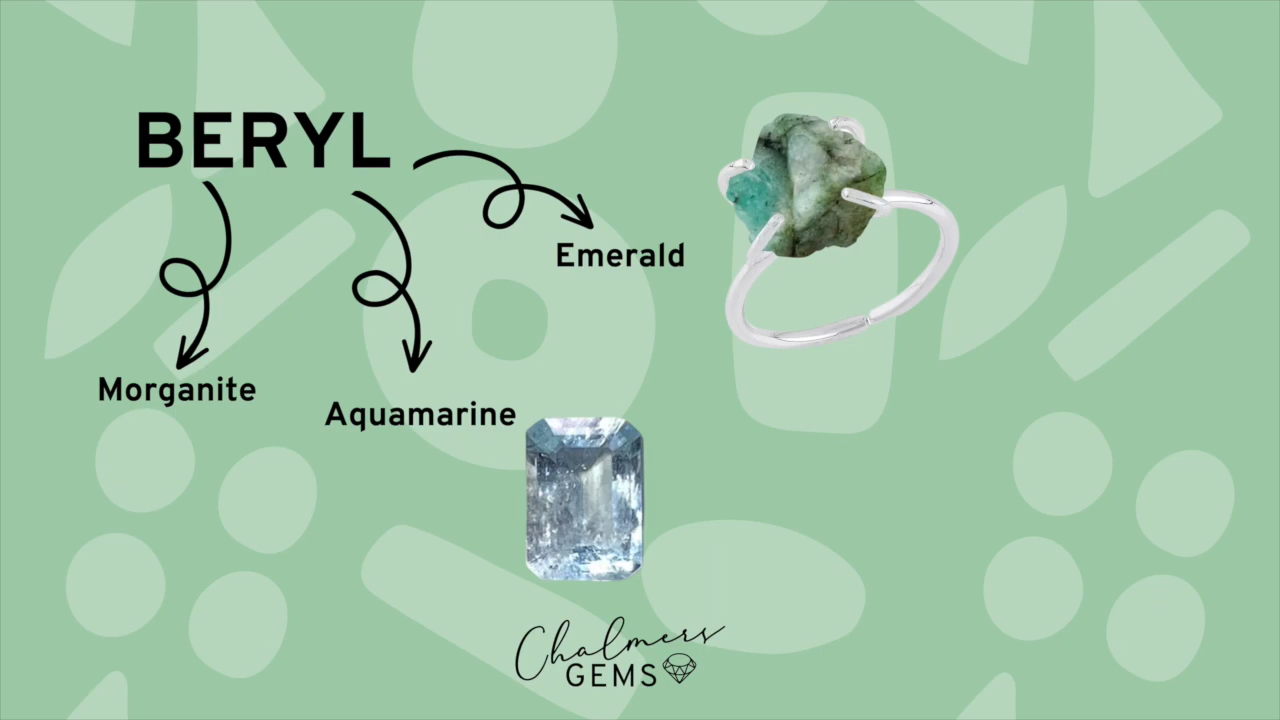 BERYL
Emerald
Morganite
Aquamarine
Chalmers
GEMS